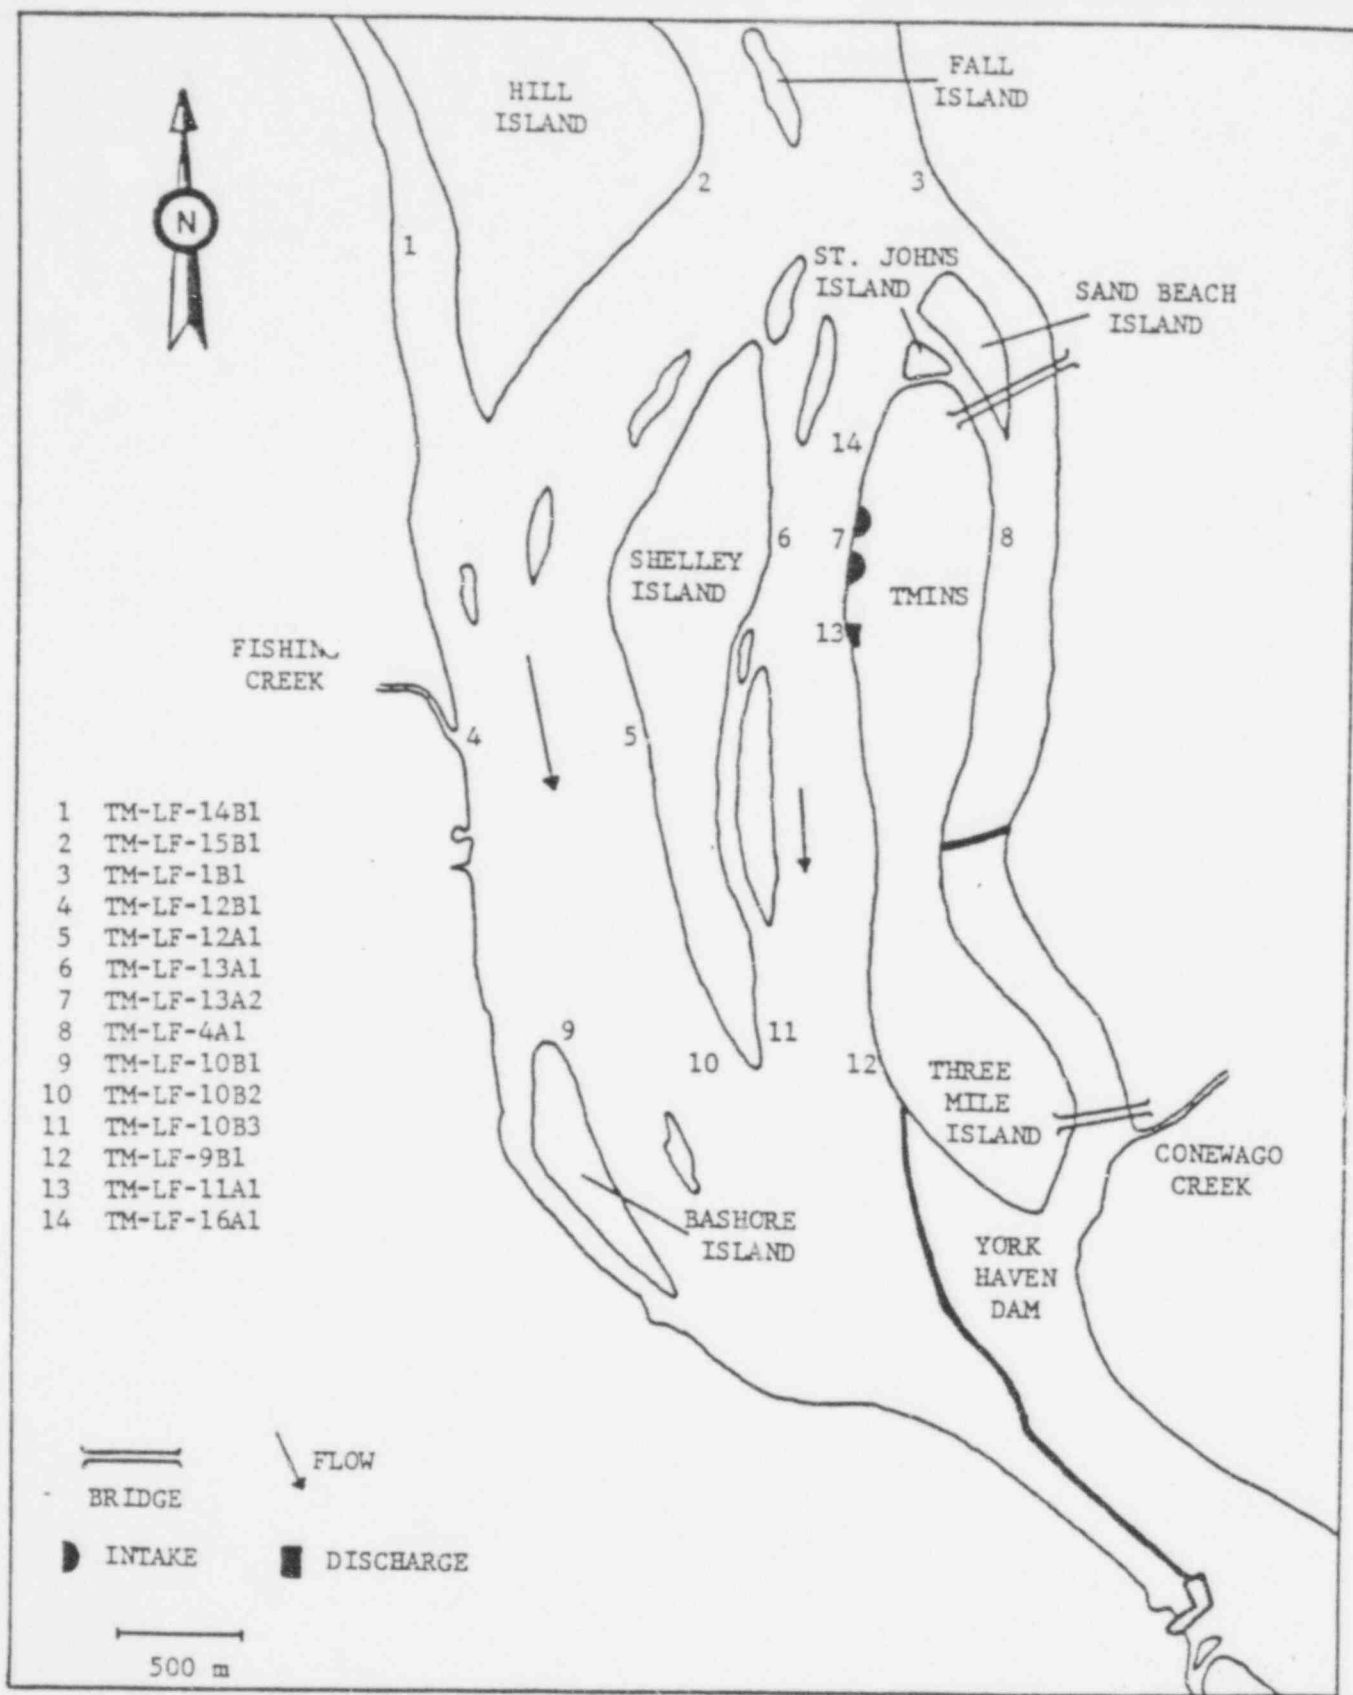 HILL
ISLAND
FALL
ISLAND
N
2
3
1
ST. JOHNS
ISLAND
SAND BEACH
ISLAND
14
6
7
8
SHELLEY
ISLAND
TMINS
13
CREEK
4
5
1 TM-LF-14B1
2 TM-LF-15B1
3 TM-LF-1B1
4 TM-LF-12B1
5 TM-LF-12A1
6 TM-LF-13A1
7 TM-LF-13A2
8 TM-LF-4A1
9 TM-LF-10B1
10 TM-LF-10B2
11 TM-LF-10B3
12 TM-LF-9B1
13 TM-LF-11A1
14 TM-LF-16A1
9
11
10
12
THREE
MILE
ISLAND
CONEWAGO
CREEK
BASHORE
ISLAND
YORK
HAVEN
DAM
FLOW
BRIDGE
INTAKE
DISCHARGE
500 m